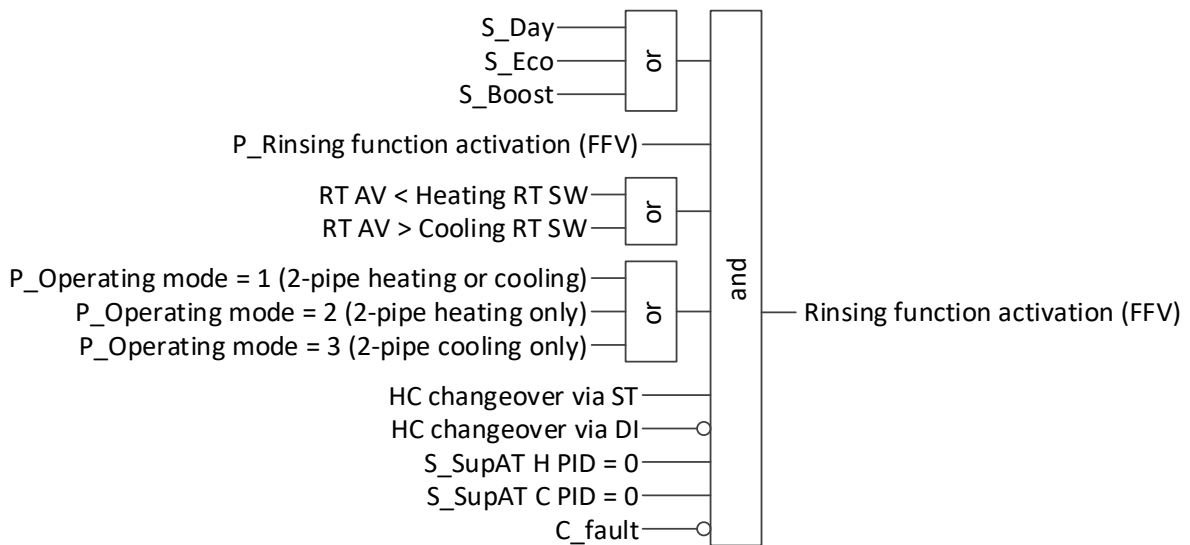 S_Day
S_Eco
S_Boost
or
P_Rinsing function activation (FFV)
RT AV < Heating RT SW
RT AV > Cooling RT SW
or
P_Operating mode = 1 (2-pipe heating or cooling)
P_Operating mode = 2 (2-pipe heating only)
P_Operating mode = 3 (2-pipe cooling only)
or
and
Rinsing function activation (FFV)
HC changeover via ST
HC changeover via DI
S_SupAT H PID = 0
S_SupAT C PID = 0
C_fault